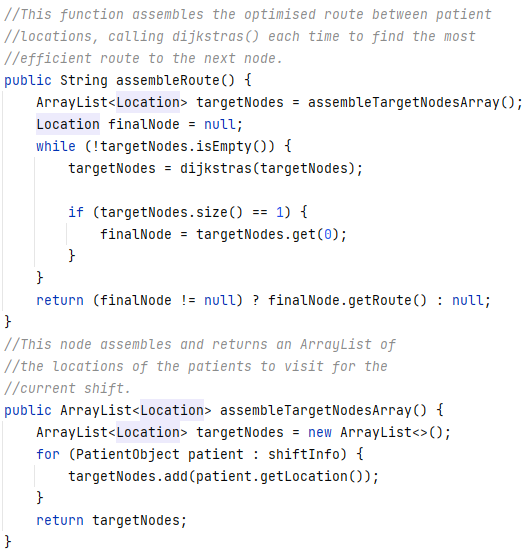 //This function assembles the optimised route between patient
//locations, calling dijkstras() each time to find the most
//efficient route to the next node.
public String assembleRoute() {
    ArrayList<Location> targetNodes = assembleTargetNodesArray();
    Location finalNode = null;
    while (!targetNodes.isEmpty()) {
        targetNodes = dijkstras(targetNodes);

        if (targetNodes.size() == 1) {
            finalNode = targetNodes.get(0);
        }
    }
    return (finalNode != null) ? finalNode.getRoute() : null;
}
//This node assembles and returns an ArrayList of
//the locations of the patients to visit for the
//current shift.
public ArrayList<Location> assembleTargetNodesArray() {
    ArrayList<Location> targetNodes = new ArrayList<>();
    for (PatientObject patient : shiftInfo) {
        targetNodes.add(patient.getLocation());
    }
    return targetNodes;
}